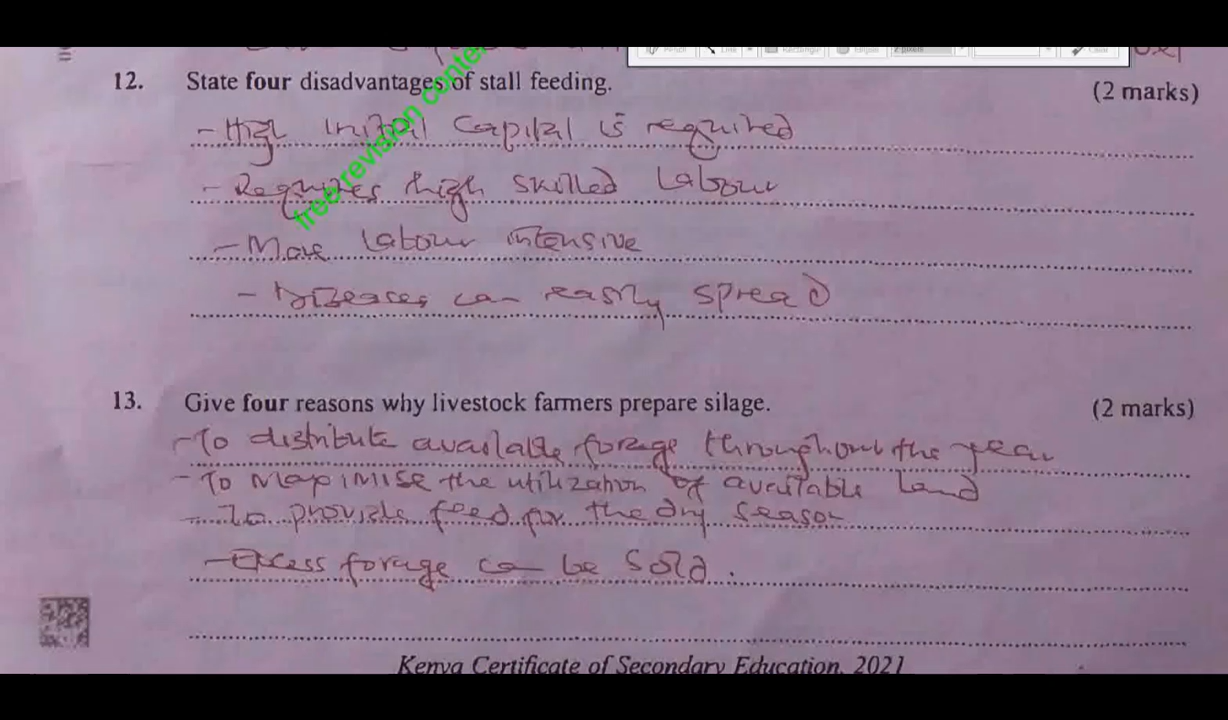 12. State four disadvantages of stall feeding. (2 marks)
- High initial capital is required
- Requires high skilled Labour
- More labour intensive
- Diseases can easily spread
free revision center
13. Give four reasons why livestock farmers prepare silage. (2 marks)
- To distribute available forage throughout the year
- To maximise the utilization of available land
- To provide feed for the dry season
- Excess forage can be sold.
Kenya Certificate of Secondary Education, 2021